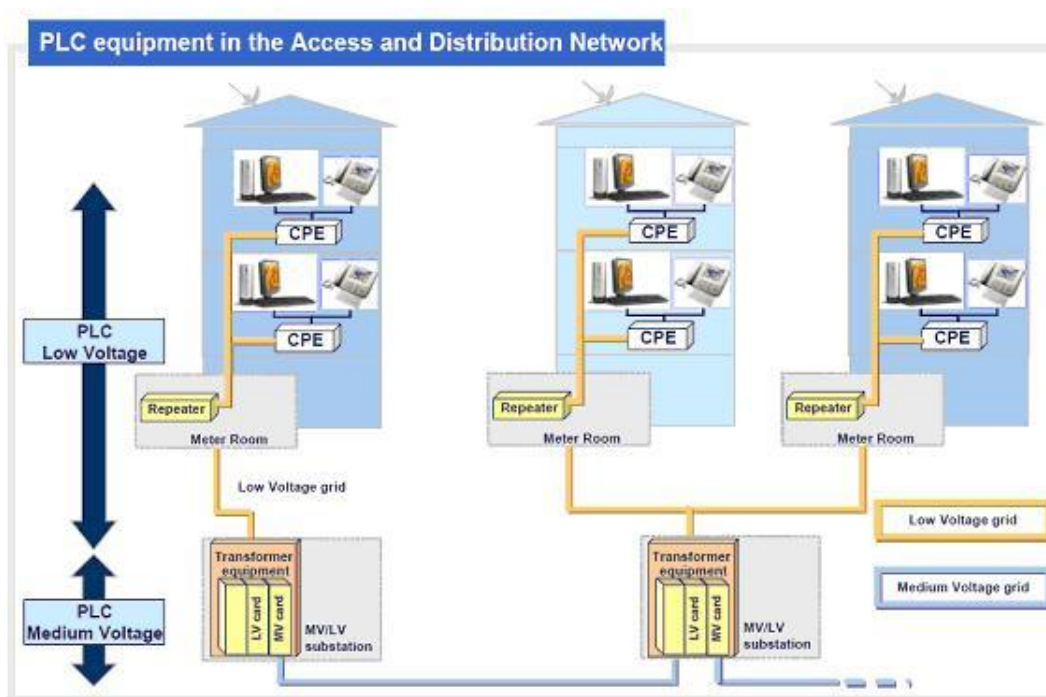 PLC equipment in the Access and Distribution Network
CPE
CPE
CPE
CPE
CPE
CPE
PLC
Low Voltage
Repeater
Meter Room
Repeater
Meter Room
Repeater
Meter Room
Low Voltage grid
Low Voltage grid
Transformer
equipment
LV card
MV card
MV/LV
substation
Transformer
equipment
LV card
MV card
MV/LV
substation
Medium Voltage grid
PLC
Medium Voltage